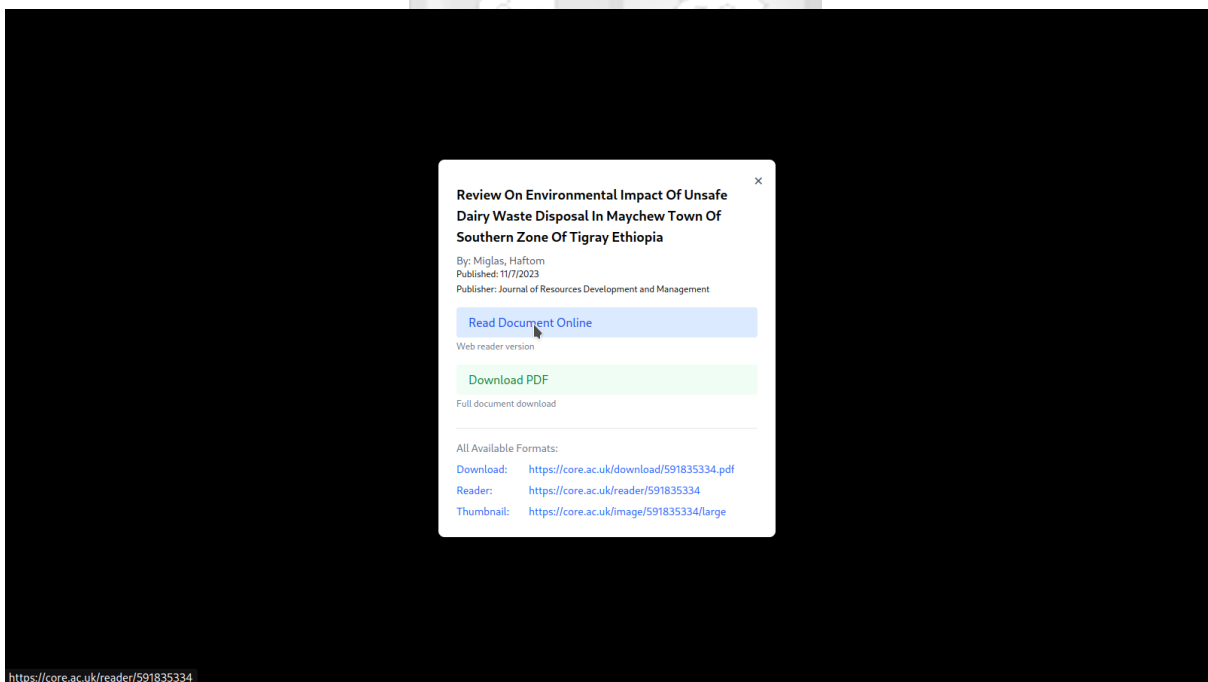 Review On Environmental Impact Of Unsafe
Dairy Waste Disposal In Maychew Town Of
Southern Zone Of Tigray Ethiopia
By: Miglas, Haftom
Published: 11/7/2023
Publisher: Journal of Resources Development and Management
Read Document Online
Web reader version
Download PDF
Full document download
All Available Formats:
Download: https://core.ac.uk/download/591835334.pdf
Reader: https://core.ac.uk/reader/591835334
Thumbnail: https://core.ac.uk/image/591835334/large
https://core.ac.uk/reader/591835334